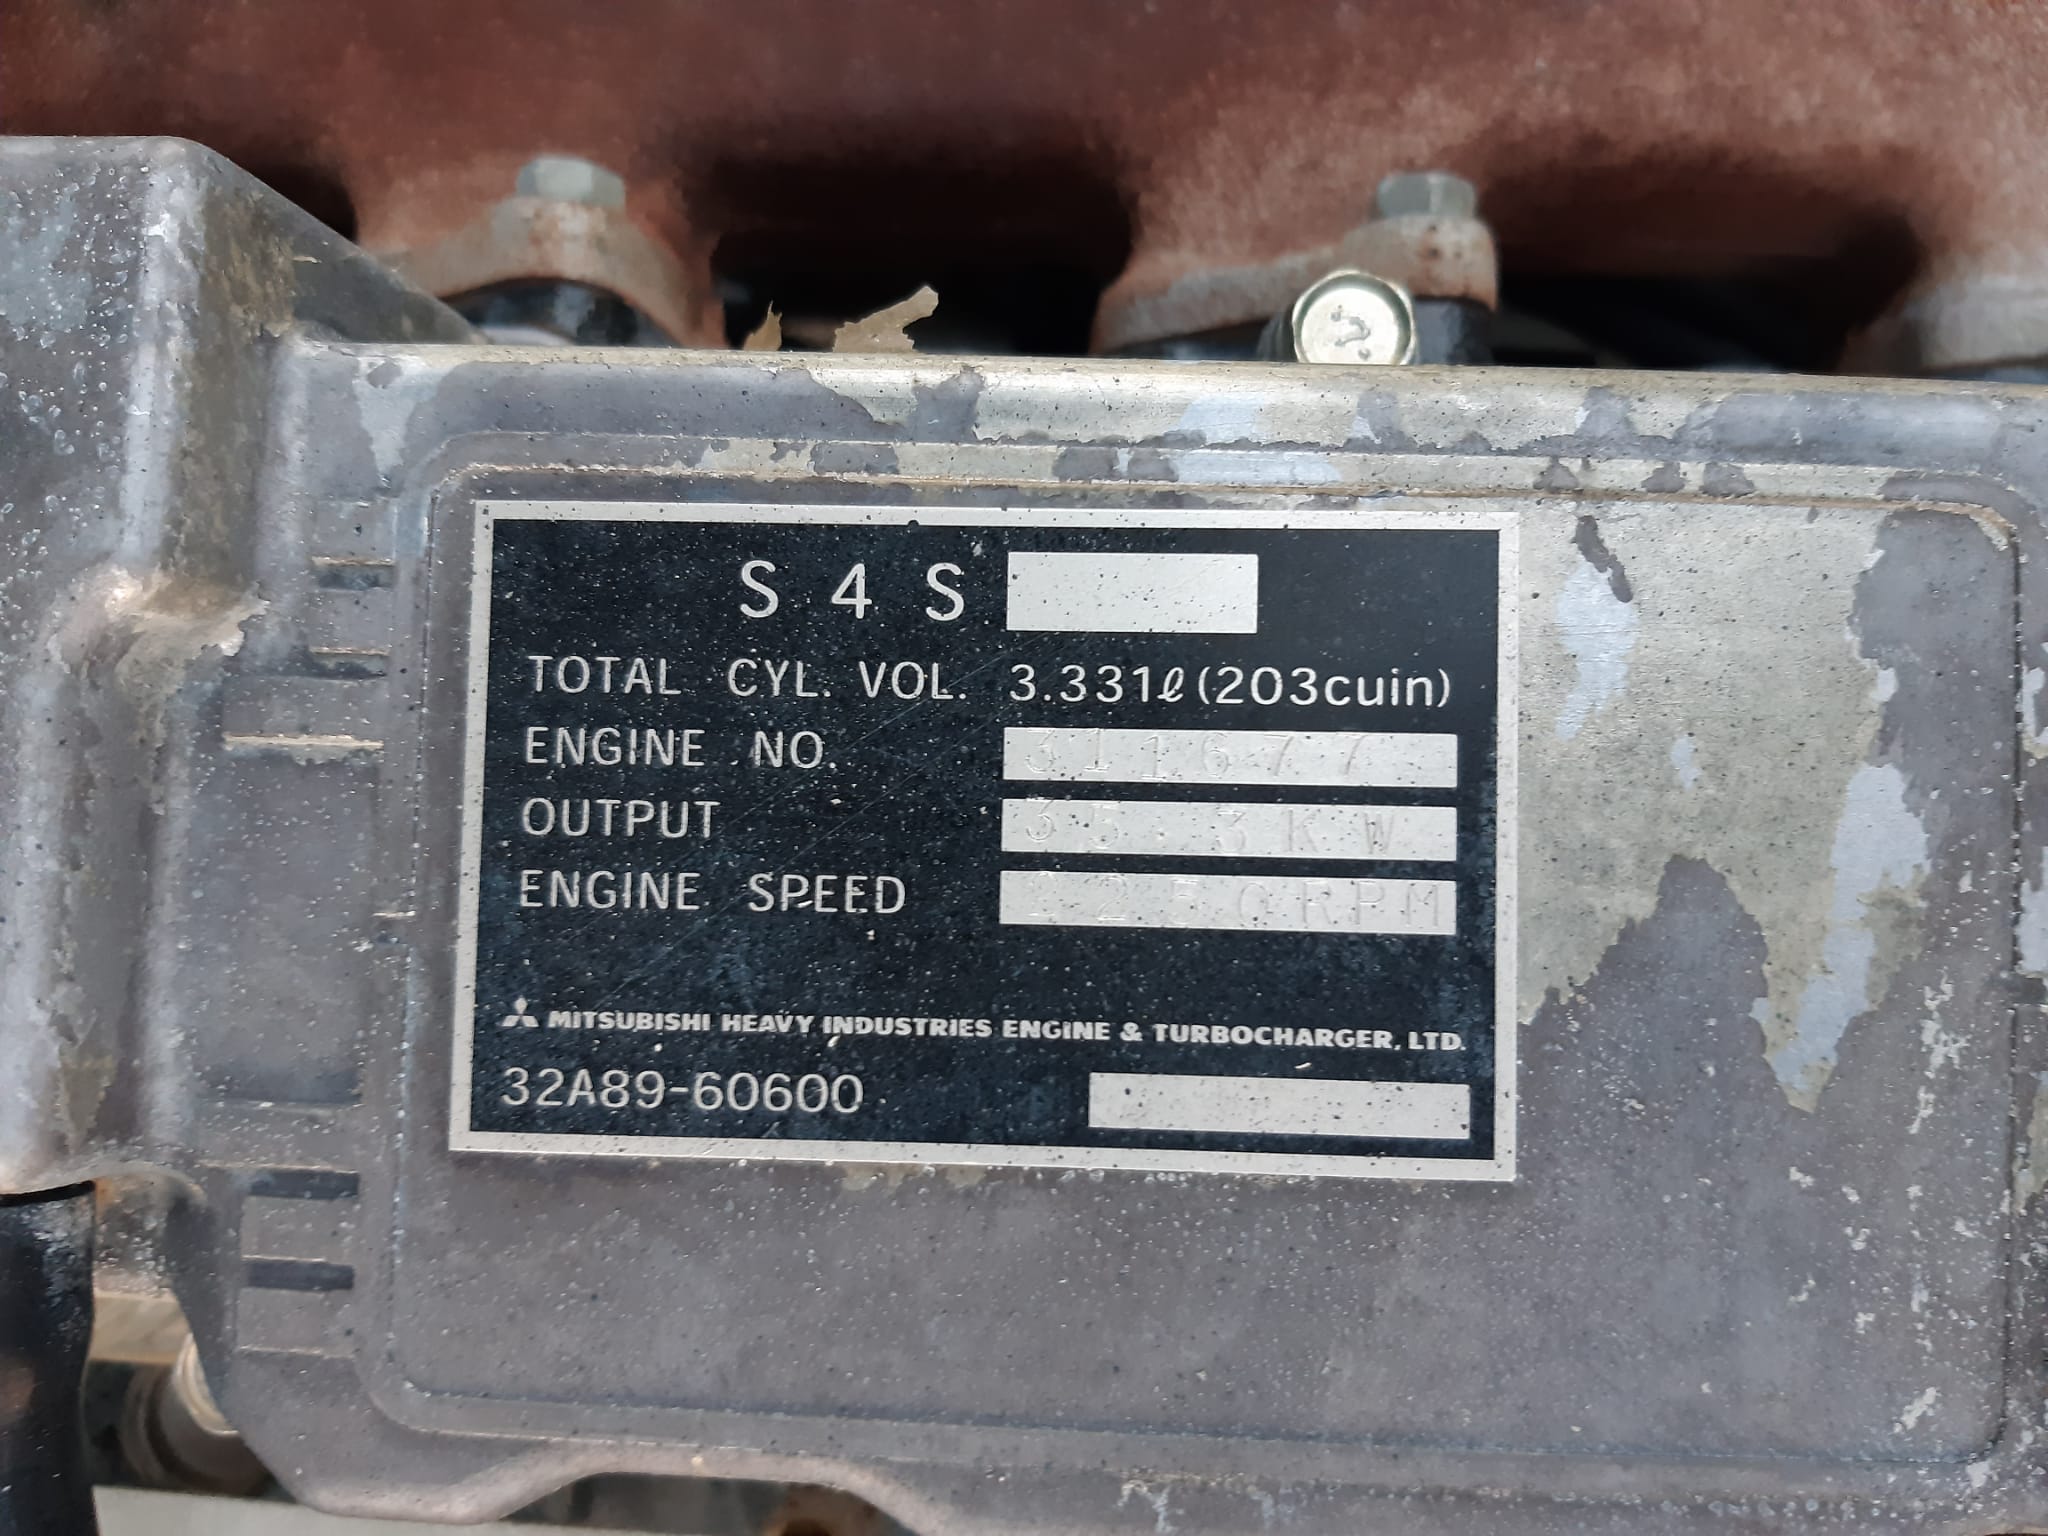 S 4 S
TOTAL CYL. VOL. 3.331ℓ (203cuin)
ENGINE NO. 311677
OUTPUT 35.3KW
ENGINE SPEED 2250RPM
MITSUBISHI HEAVY INDUSTRIES ENGINE & TURBOCHARGER, LTD.
32A89-60600